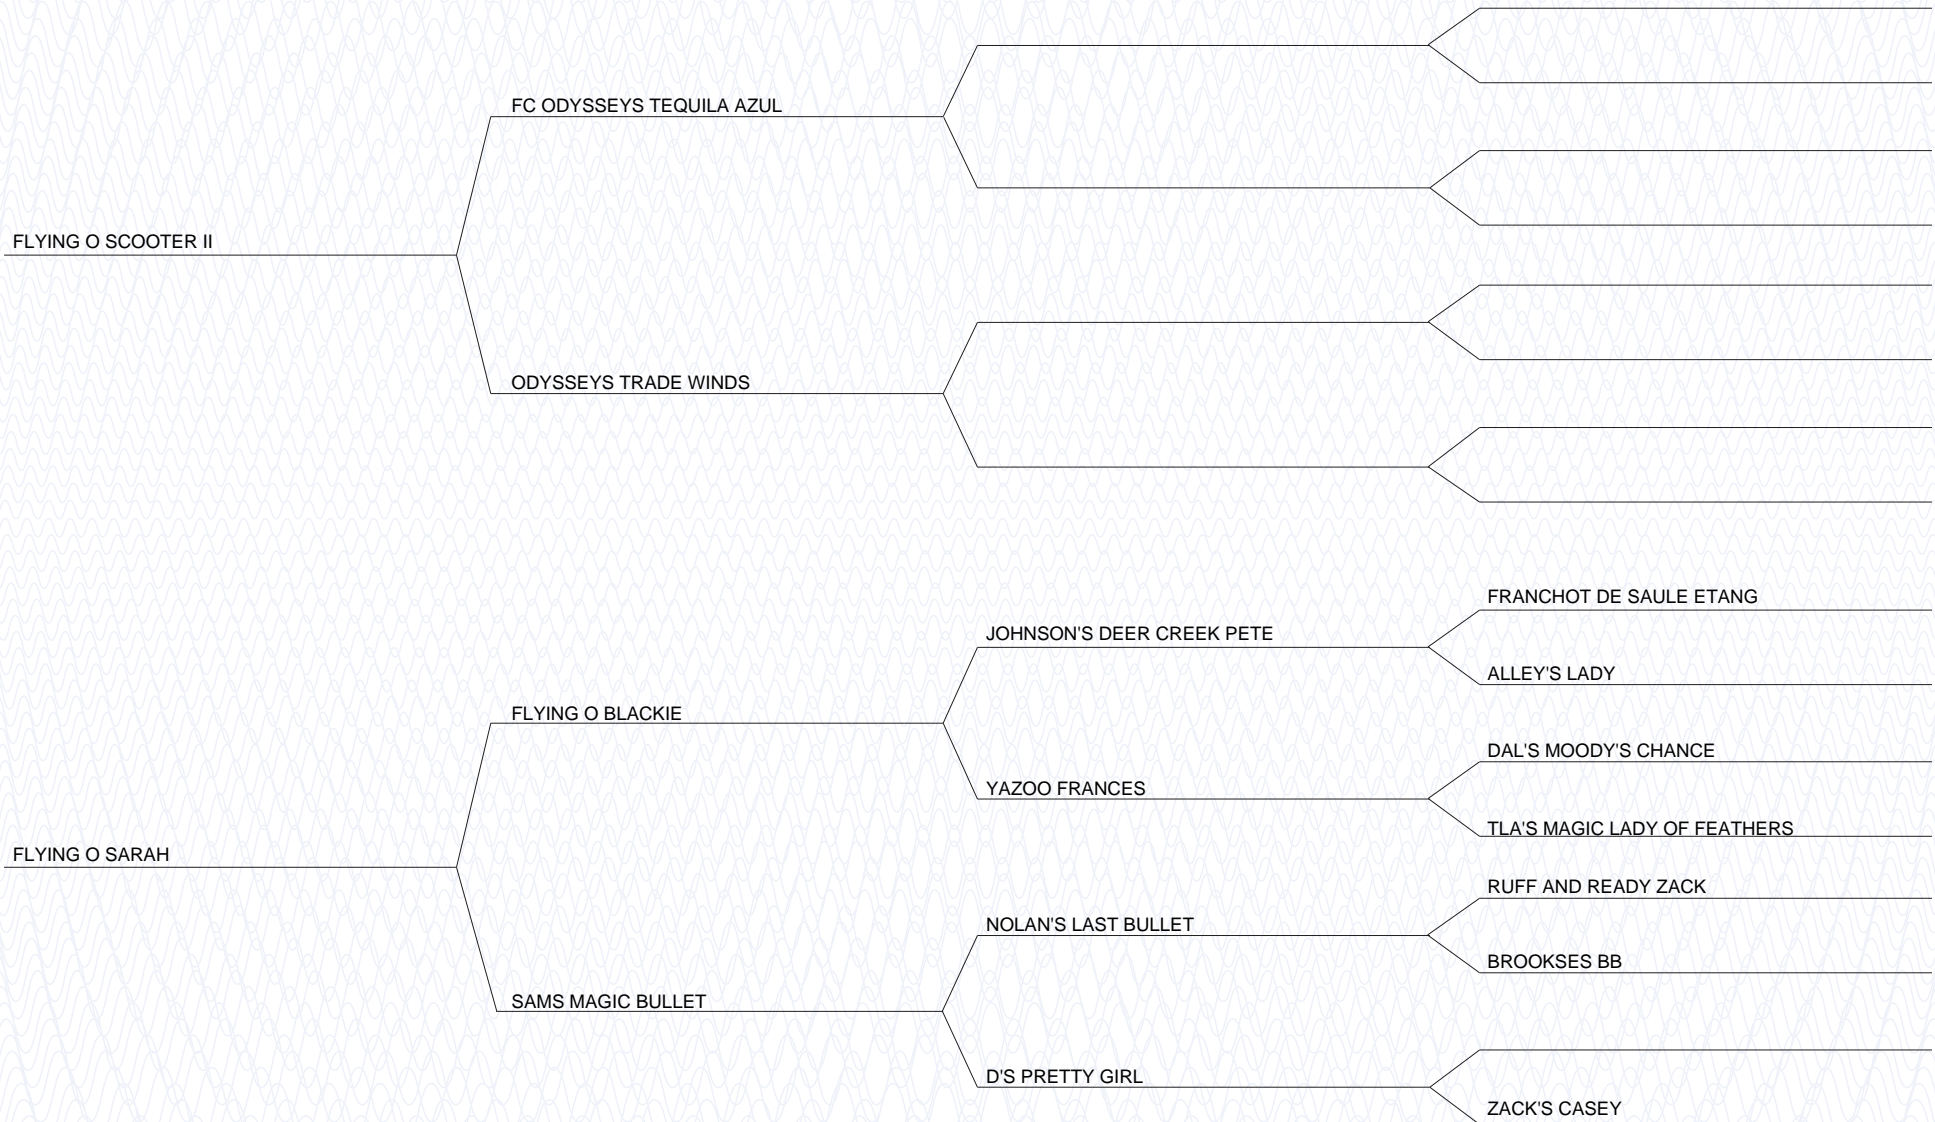 FC ODYSSEYS TEQUILA AZUL
FLYING O SCOOTER II
ODYSSEYS TRADE WINDS
FRANCHOT DE SAULE ETANG
JOHNSON'S DEER CREEK PETE
ALLEY'S LADY
FLYING O BLACKIE
DAL'S MOODY'S CHANCE
YAZOO FRANCES
TLA'S MAGIC LADY OF FEATHERS
FLYING O SARAH
RUFF AND READY ZACK
NOLAN'S LAST BULLET
BROOKSES BB
SAMS MAGIC BULLET
D'S PRETTY GIRL
ZACK'S CASEY